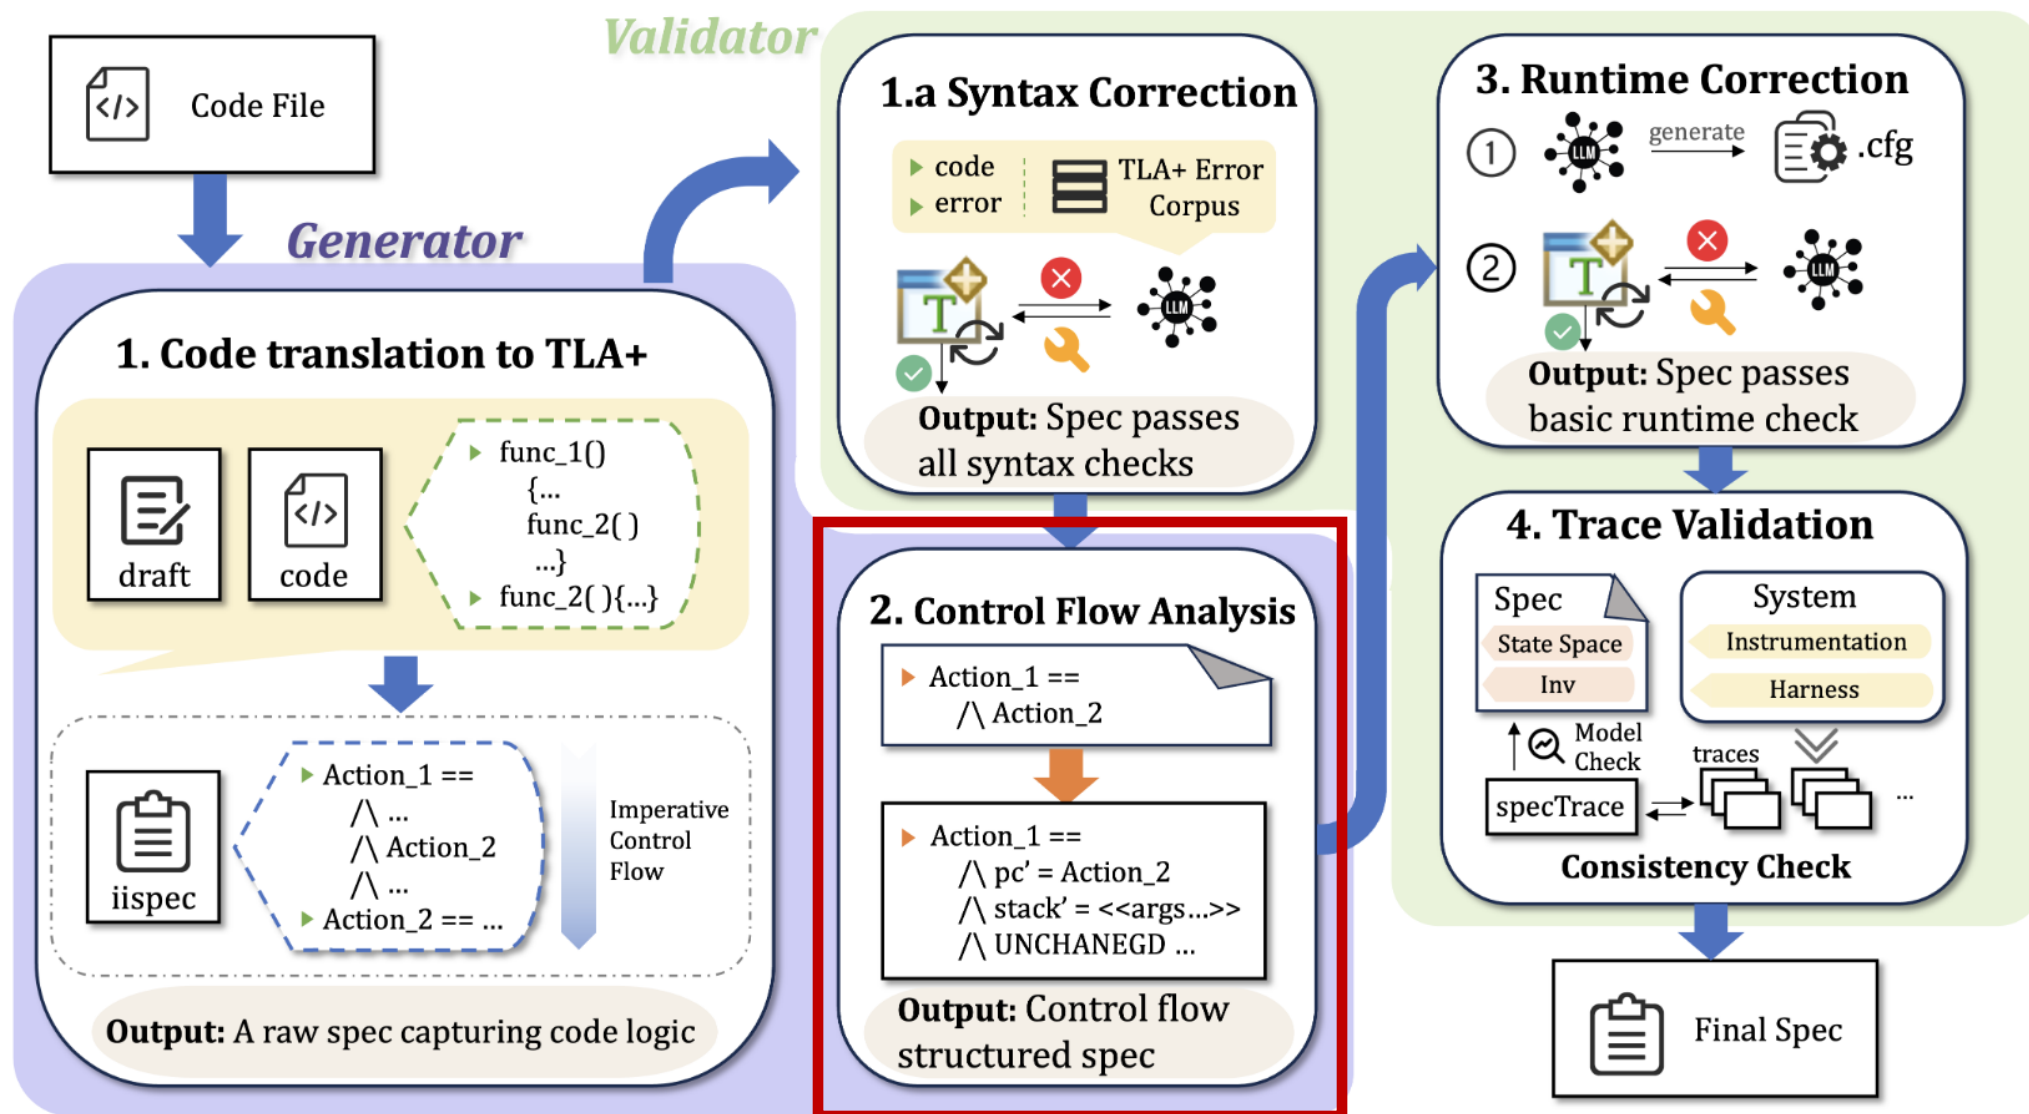 Validator
Code File
Generator
1. Code translation to TLA+
draft
code
func_1()
{...
func_2( )
...}
func_2( ){...}
iispec
Action_1 ==
/\ ...
/\ Action_2
/\ ...
Action_2 == ...
Imperative
Control
Flow
Output: A raw spec capturing code logic
1.a Syntax Correction
code
error
TLA+ Error
Corpus
T
LLM
Output: Spec passes
all syntax checks
2. Control Flow Analysis
Action_1 ==
/\ Action_2
Action_1 ==
/\ pc' = Action_2
/\ stack' = <<args...>>
/\ UNCHANEGD ...
Output: Control flow
structured spec
3. Runtime Correction
1
LLM
generate
.cfg
2
T
LLM
Output: Spec passes
basic runtime check
4. Trace Validation
Spec
State Space
Inv
System
Instrumentation
Harness
Model
Check
traces
...
specTrace
Consistency Check
Final Spec